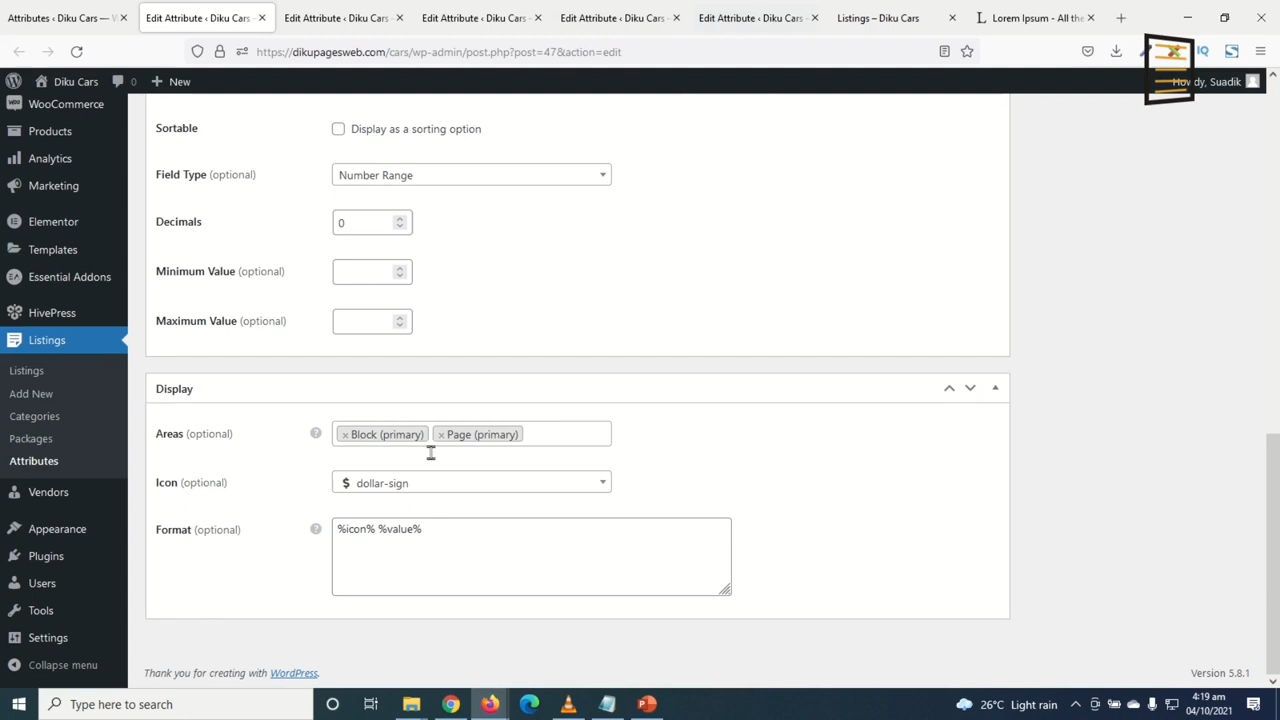 Attributes ‹ Diku Cars — W
Edit Attribute ‹ Diku Cars
Edit Attribute ‹ Diku Cars
Edit Attribute ‹ Diku Cars
Edit Attribute ‹ Diku Cars
Edit Attribute ‹ Diku Cars
Listings – Diku Cars
Lorem Ipsum - All the
https://dikupagesweb.com/cars/wp-admin/post.php?post=47&action=edit
IQ
Diku Cars
0
New
Howdy, Suadik
WooCommerce
Products
Analytics
Marketing
Elementor
Templates
Essential Addons
HivePress
Listings
Listings
Add New
Categories
Packages
Attributes
Vendors
Appearance
Plugins
Users
Tools
Settings
Collapse menu
Sortable
Display as a sorting option
Field Type (optional)
Number Range
Decimals
0
Minimum Value (optional)
Maximum Value (optional)
Display
Areas (optional)
× Block (primary) × Page (primary)
Icon (optional)
$ dollar-sign
Format (optional)
%icon% %value%
Thank you for creating with WordPress.
Version 5.8.1
Type here to search
26°C Light rain
4:19 am
04/10/2021